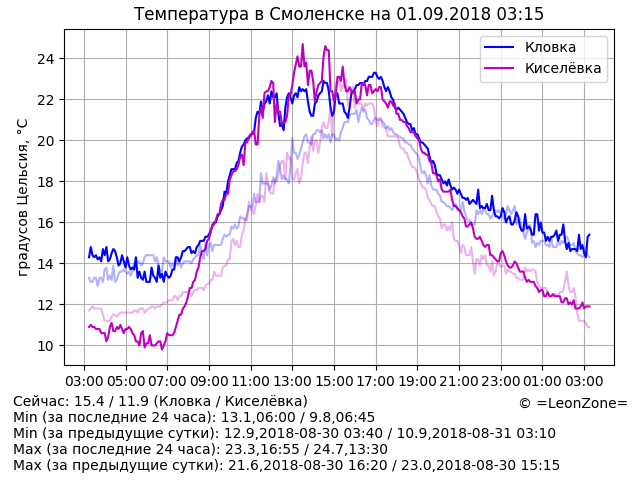 Температура в Смоленске на 01.09.2018 03:15
градусов Цельсия, °C
24
22
20
18
16
14
12
10
Кловка
Киселёвка
03:00 05:00 07:00 09:00 11:00 13:00 15:00 17:00 19:00 21:00 23:00 01:00 03:00
Сейчас: 15.4 / 11.9 (Кловка / Киселёвка)
© =LeonZone=
Min (за последние 24 часа): 13.1,06:00 / 9.8,06:45
Min (за предыдущие сутки): 12.9,2018-08-30 03:40 / 10.9,2018-08-31 03:10
Max (за последние 24 часа): 23.3,16:55 / 24.7,13:30
Max (за предыдущие сутки): 21.6,2018-08-30 16:20 / 23.0,2018-08-30 15:15